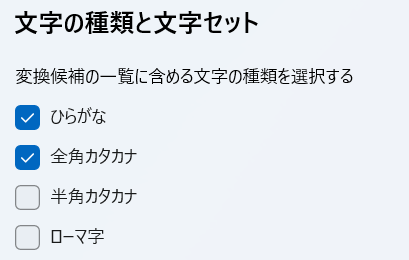 文字の種類と文字セット
変換候補の一覧に含める文字の種類を選択する
ひらがな
全角カタカナ
半角カタカナ
ローマ字